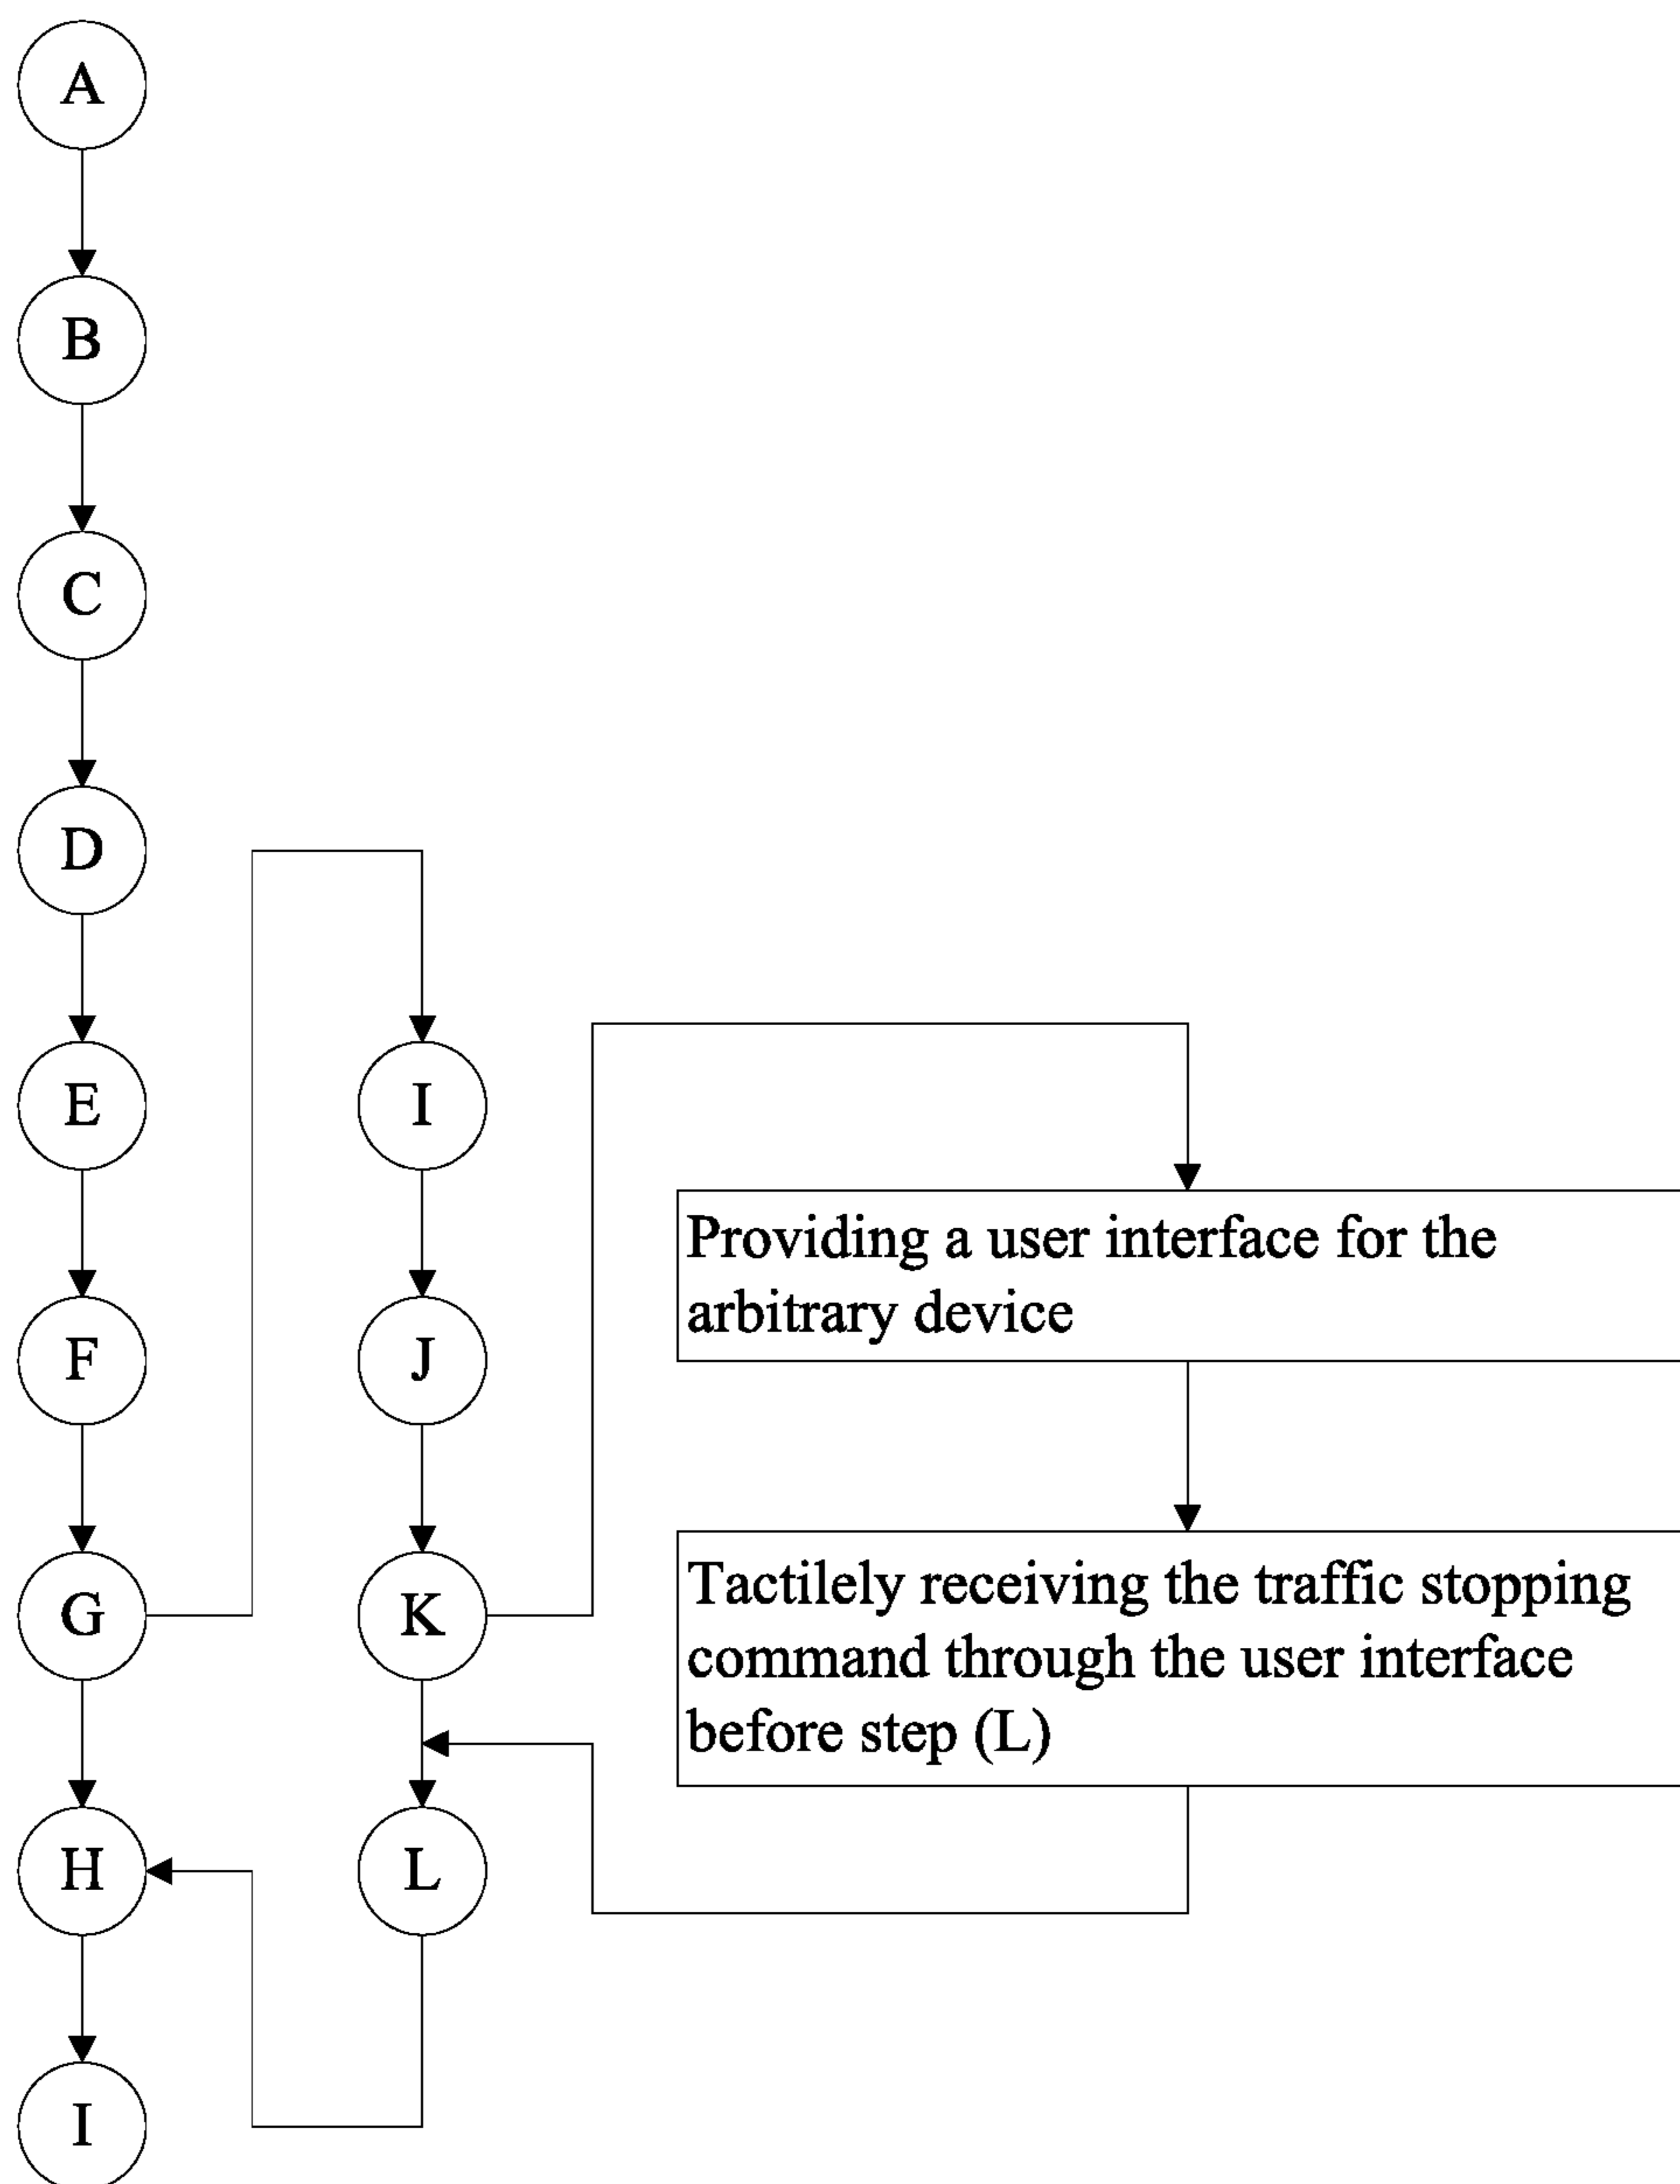 A
B
C
D
E
F
G
H
I
I
J
K
L
Providing a user interface for the
arbitrary device
Tactilely receiving the traffic stopping
command through the user interface
before step (L)